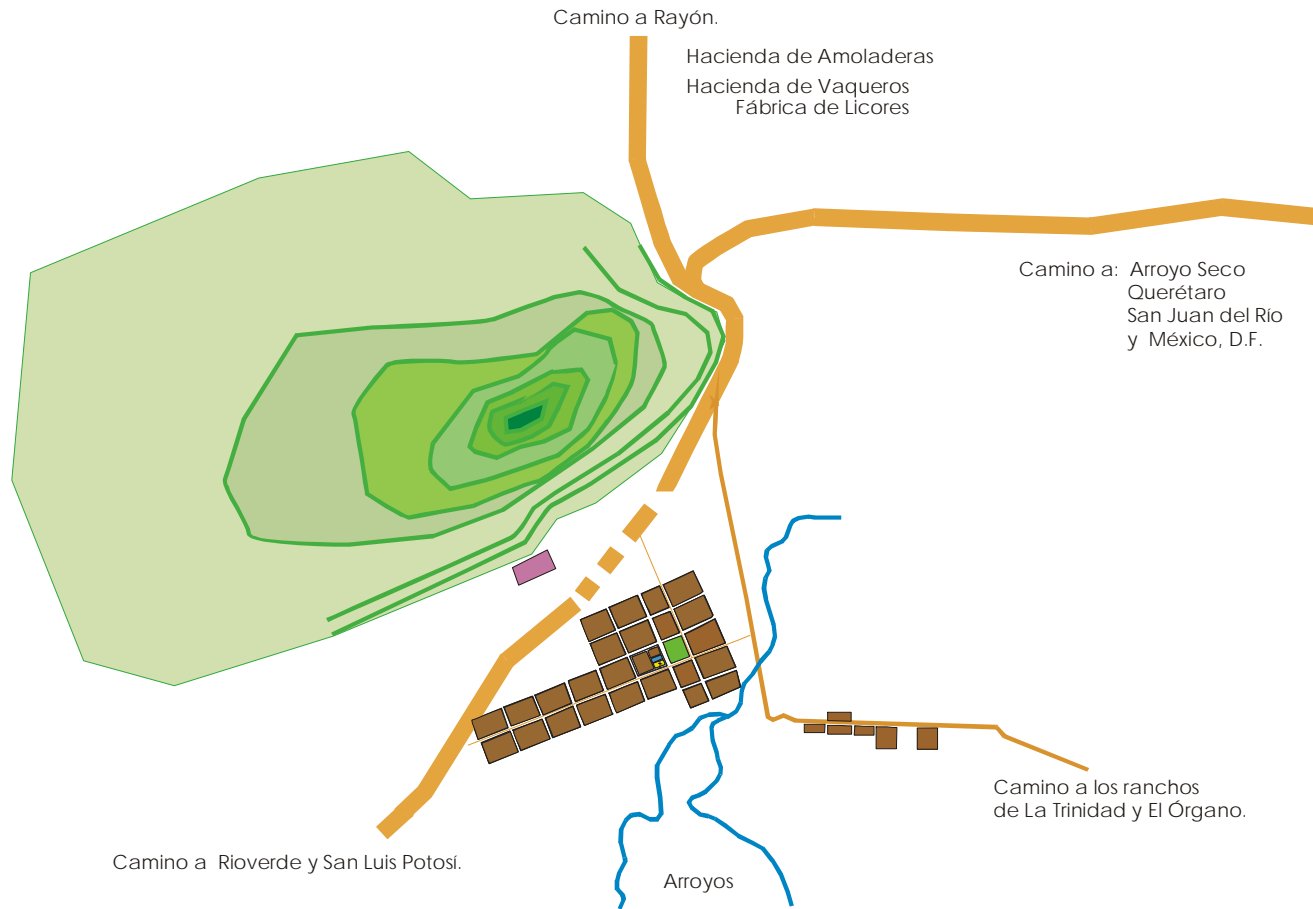 Camino a Rayón.
Hacienda de Amoladeras
Hacienda de Vaqueros
Fábrica de Licores
Camino a: Arroyo Seco
Querétaro
San Juan del Río
y México, D.F.
Camino a los ranchos
de La Trinidad y El Órgano.
Camino a Rioverde y San Luis Potosí.
Arroyos